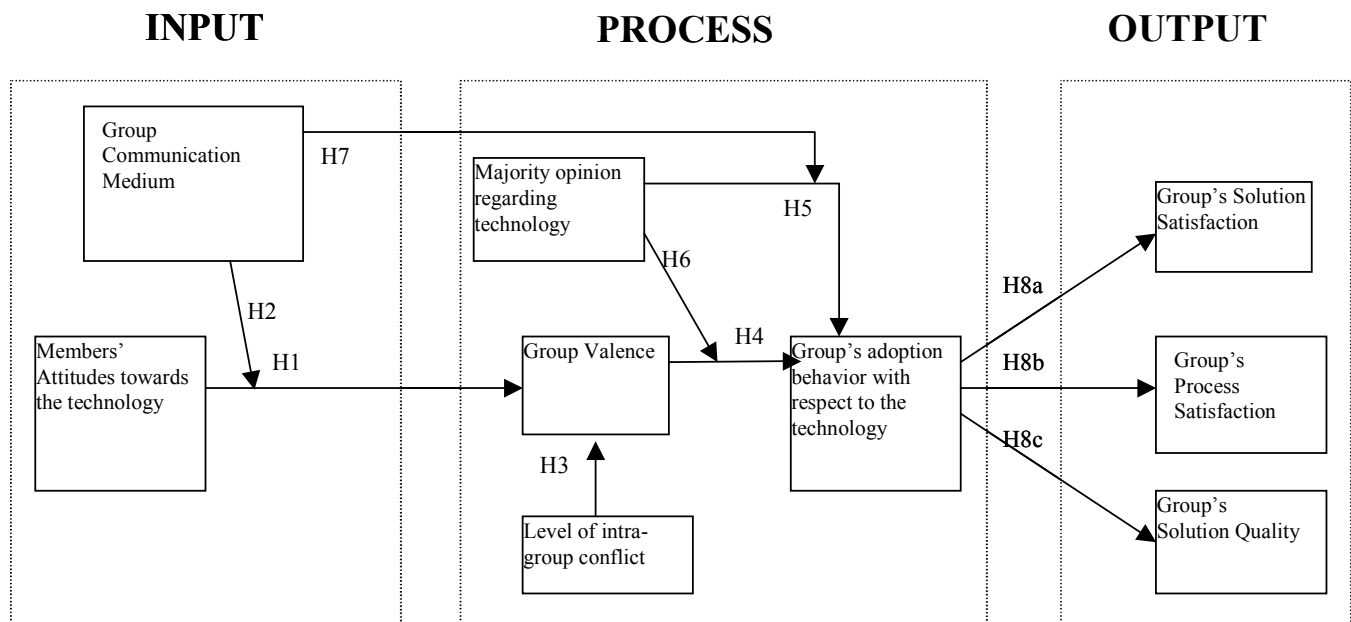 INPUT
PROCESS
OUTPUT
Group
Communication
Medium
H7
Majority opinion
regarding
technology
H5
H6
H2
Members'
Attitudes towards
the technology
H1
Group Valence
H4
Group's adoption
behavior with
respect to the
technology
H3
Level of intra-
group conflict
H8a
H8b
H8c
Group's Solution
Satisfaction
Group's
Process
Satisfaction
Group's
Solution Quality